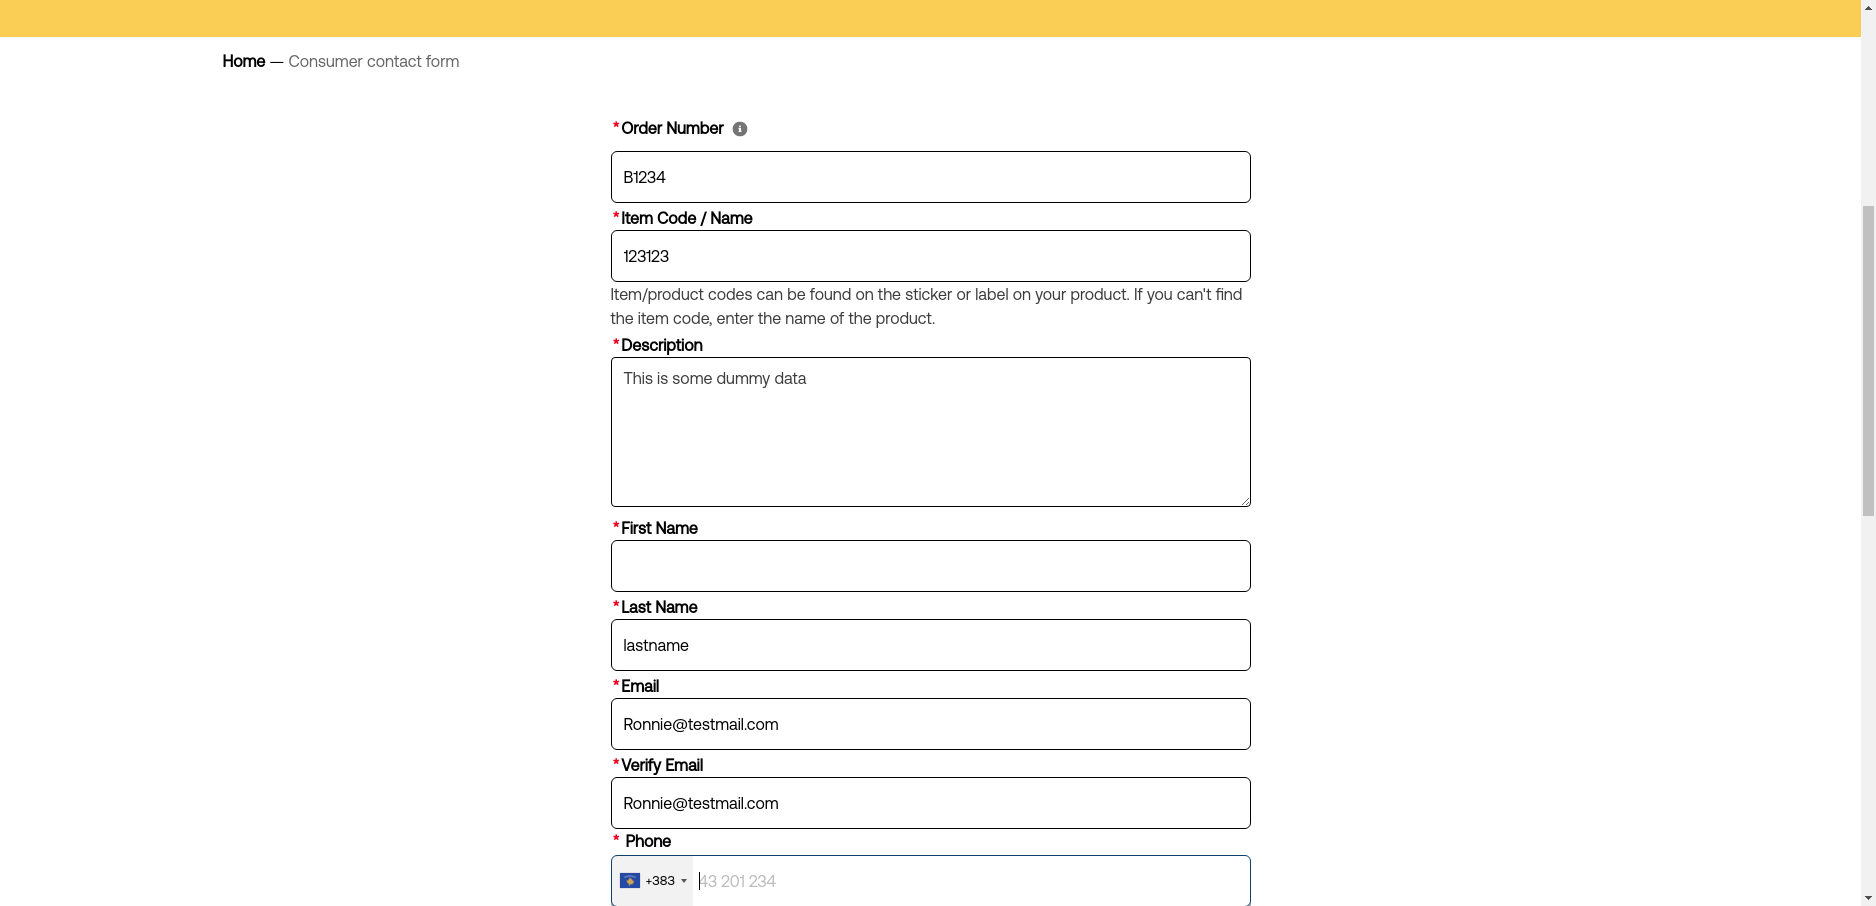 Home — Consumer contact form
*Order Number
B1234
*Item Code / Name
123123
Item/product codes can be found on the sticker or label on your product. If you can't find
the item code, enter the name of the product.
*Description
This is some dummy data
*First Name
*Last Name
lastname
*Email
Ronnie@testmail.com
*Verify Email
Ronnie@testmail.com
* Phone
+383 43 201 234